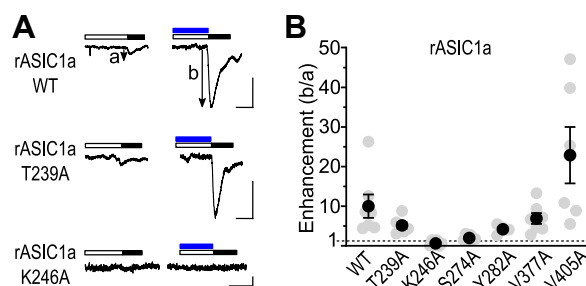 A
rASIC1a
WT
a
b
rASIC1a
T239A
rASIC1a
K246A
B
rASIC1a
Enhancement (b/a)
50
40
30
20
10
1
WT
T239A
K246A
S274A
Y282A
V377A
V405A